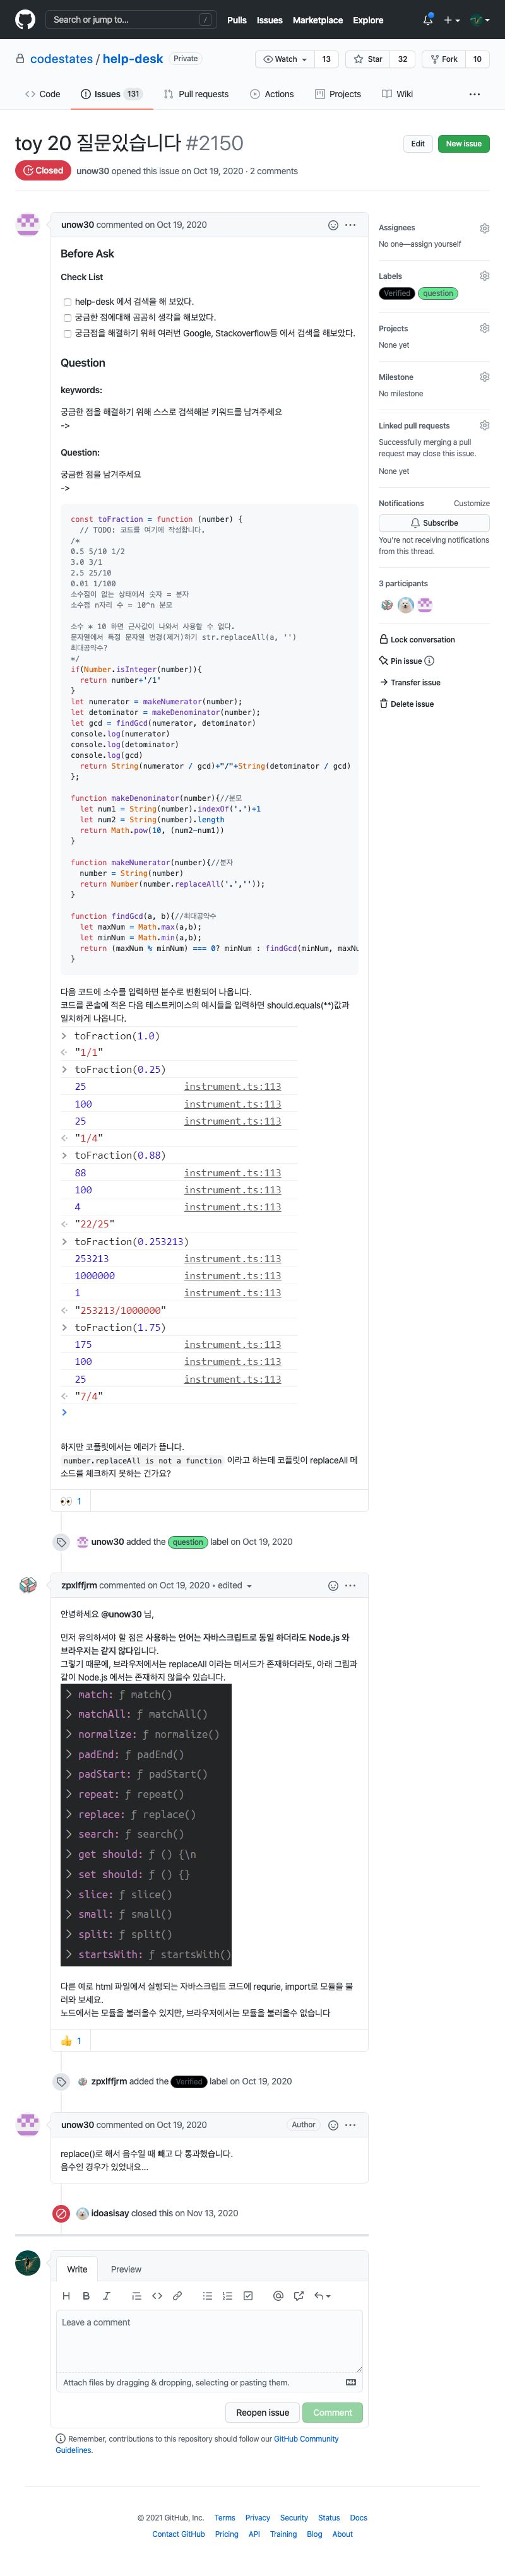 Search or jump to...
/
Pulls Issues Marketplace Explore
codestates / help-desk Private
Watch 13 Star 32 Fork 10
Code Issues 131 Pull requests Actions Projects Wiki
toy 20 질문있습니다 #2150
Edit New issue
Closed unow30 opened this issue on Oct 19, 2020 · 2 comments
unow30 commented on Oct 19, 2020
Before Ask
Check List
help-desk 에서 검색을 해 보았다.
궁금한 점에대해 곰곰히 생각을 해보았다.
궁금점을 해결하기 위해 여러번 Google, Stackoverflow등 에서 검색을 해보았다.
Question
keywords:
궁금한 점을 해결하기 위해 스스로 검색해본 키워드를 남겨주세요
->
Question:
궁금한 점을 남겨주세요
->
const toFraction = function (number) {
// TODO: 코드를 여기에 작성합니다.
/*
0.5 5/10 1/2
3.0 3/1
2.5 25/10
0.01 1/100
소수점이 없는 상태에서 숫자 = 분자
소수점 n자리 수 = 10^n 분모
소수 * 10 하면 근사값이 나와서 사용할 수 없다.
문자열에서 특정 문자열 변경(제거)하기 str.replaceAll(a, '')
최대공약수?
*/
if(Number.isInteger(number)){
return number+'/1'
}
let numerator = makeNumerator(number);
let detominator = makeDenominator(number);
let gcd = findGcd(numerator, detominator)
console.log(numerator)
console.log(detominator)
console.log(gcd)
return String(numerator / gcd)+"/"+String(detominator / gcd)
};
function makeDenominator(number){//분모
let num1 = String(number).indexOf('.')+1
let num2 = String(number).length
return Math.pow(10, (num2-num1))
}
function makeNumerator(number){//분자
number = String(number)
return Number(number.replaceAll('.',''));
}
function findGcd(a, b){//최대공약수
let maxNum = Math.max(a,b);
let minNum = Math.min(a,b);
return (maxNum % minNum) === 0? minNum : findGcd(minNum, maxNu
}
다음 코드에 소수를 입력하면 분수로 변환되어 나옵니다.
코드를 콘솔에 적은 다음 테스트케이스의 예시들을 입력하면 should.equals(**)값과
일치하게 나옵니다.
> toFraction(1.0)
"1/1"
> toFraction(0.25)
25 instrument.ts:113
100 instrument.ts:113
25 instrument.ts:113
"1/4"
> toFraction(0.88)
88 instrument.ts:113
100 instrument.ts:113
4 instrument.ts:113
"22/25"
> toFraction(0.253213)
253213 instrument.ts:113
1000000 instrument.ts:113
1 instrument.ts:113
"253213/1000000"
> toFraction(1.75)
175 instrument.ts:113
100 instrument.ts:113
25 instrument.ts:113
"7/4"
>
하지만 코플릿에서는 에러가 뜹니다.
number.replaceAll is not a function 이라고 하는데 코플릿이 replaceAll 메
소드를 체크하지 못하는 건가요?
👀 1
unow30 added the question label on Oct 19, 2020
zpxlffjrm commented on Oct 19, 2020 • edited
안녕하세요 @unow30 님,
먼저 유의하셔야 할 점은 사용하는 언어는 자바스크립트로 동일 하더라도 Node.js 와
브라우저는 같지 않다입니다.
그렇기 때문에, 브라우저에서는 replaceAll 이라는 메서드가 존재하더라도, 아래 그림과
같이 Node.js 에서는 존재하지 않을수 있습니다.
> match: ƒ match()
> matchAll: ƒ matchAll()
> normalize: ƒ normalize()
> padEnd: ƒ padEnd()
> padStart: ƒ padStart()
> repeat: ƒ repeat()
> replace: ƒ replace()
> search: ƒ search()
> get should: ƒ () {\n
> set should: ƒ () {}
> slice: ƒ slice()
> small: ƒ small()
> split: ƒ split()
> startsWith: ƒ startsWith()
다른 예로 html 파일에서 실행되는 자바스크립트 코드에 requrie, import로 모듈을 불
러와 보세요.
노드에서는 모듈을 불러올수 있지만, 브라우저에서는 모듈을 불러올수 없습니다
👍 1
zpxlffjrm added the Verified label on Oct 19, 2020
unow30 commented on Oct 19, 2020 Author
replace()로 해서 음수일 때 빼고 다 통과했습니다.
음수인 경우가 있었내요...
idoasisay closed this on Nov 13, 2020
Write Preview
Leave a comment
Attach files by dragging & dropping, selecting or pasting them.
Reopen issue Comment
Remember, contributions to this repository should follow our GitHub Community
Guidelines.
Assignees
No one—assign yourself
Labels
Verified question
Projects
None yet
Milestone
No milestone
Linked pull requests
Successfully merging a pull
request may close this issue.
None yet
Notifications Customize
Subscribe
You're not receiving notifications
from this thread.
3 participants
Lock conversation
Pin issue
Transfer issue
Delete issue
© 2021 GitHub, Inc. Terms Privacy Security Status Docs
Contact GitHub Pricing API Training Blog About